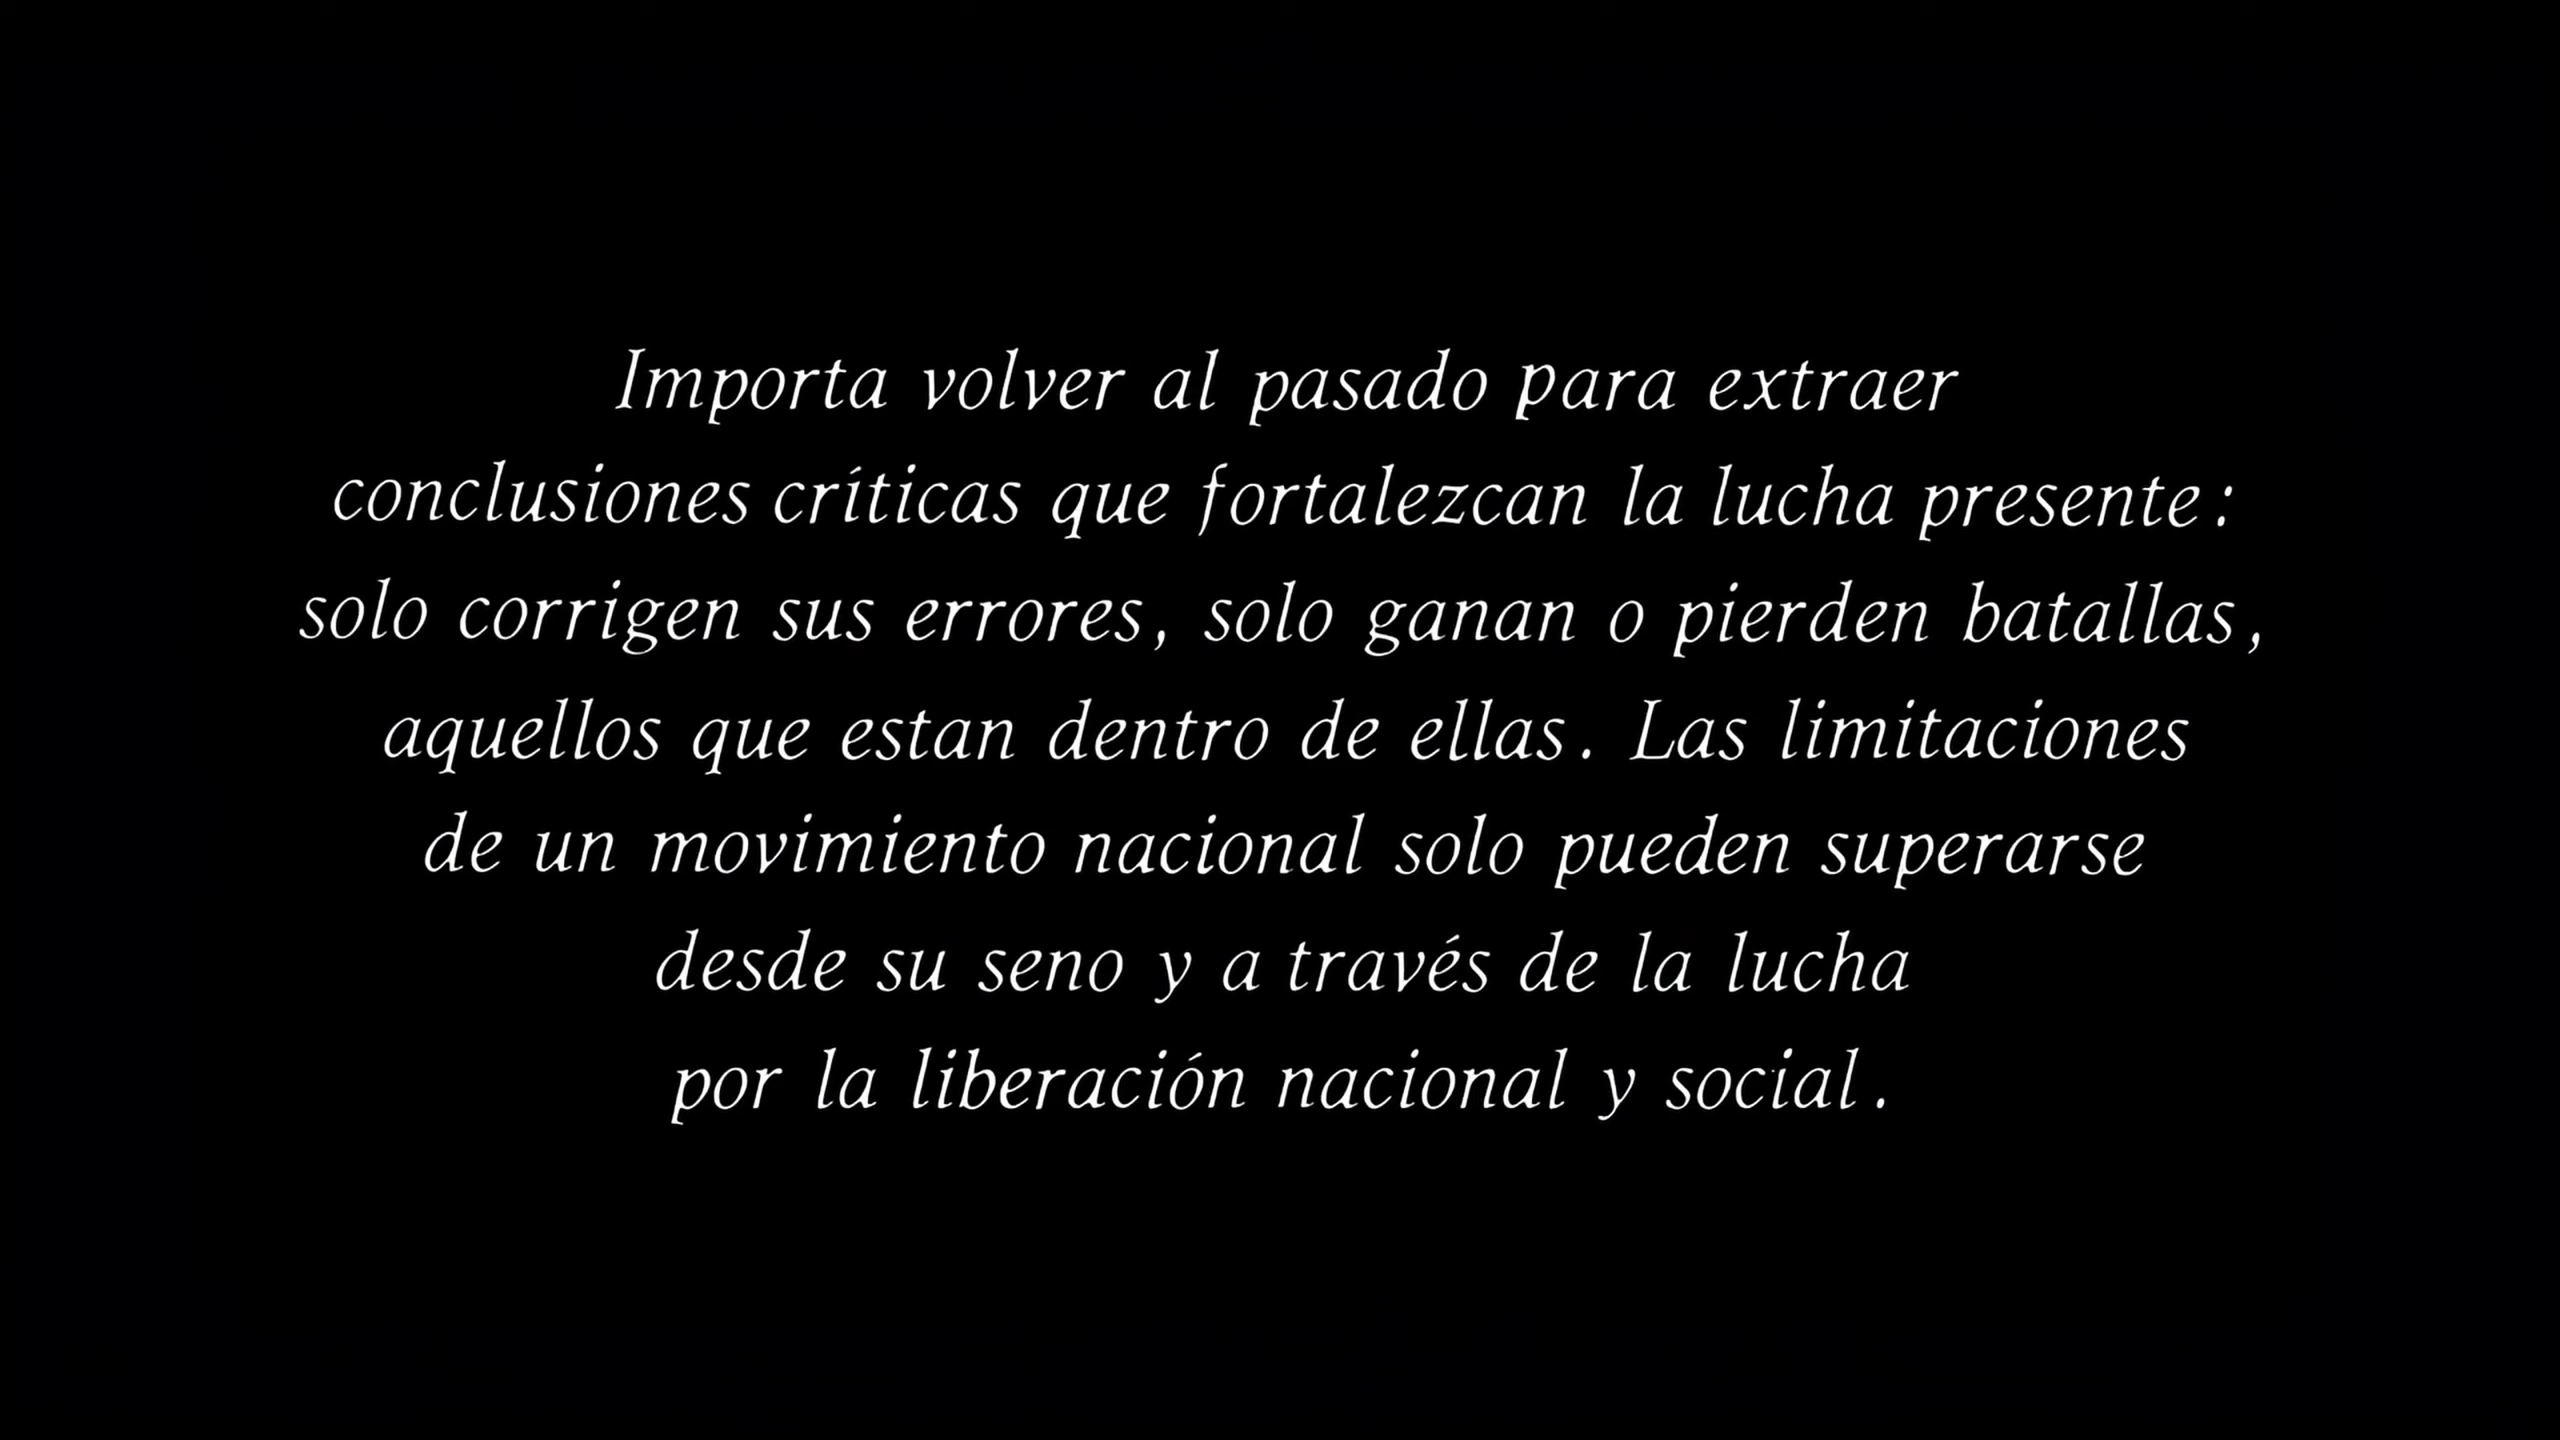 Importa volver al pasado para extraer
conclusiones críticas que fortalezcan la lucha presente:
solo corrigen sus errores, solo ganan o pierden batallas,
aquellos que estan dentro de ellas. Las limitaciones
de un movimiento nacional solo pueden superarse
desde su seno y a través de la lucha
por la liberación nacional y social.